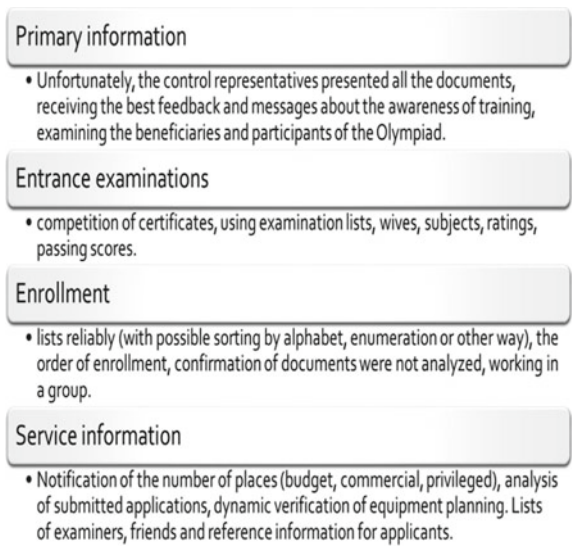 Primary information
• Unfortunately, the control representatives presented all the documents,
receiving the best feedback and messages about the awareness of training,
examining the beneficiaries and participants of the Olympiad.
Entrance examinations
• competition of certificates, using examination lists, wives, subjects, ratings,
passing scores.
Enrollment
• lists reliably (with possible sorting by alphabet, enumeration or other way), the
order of enrollment, confirmation of documents were not analyzed, working in
a group.
Service information
• Notification of the number of places (budget, commercial, privileged), analysis
of submitted applications, dynamic verification of equipment planning. Lists
of examiners, friends and reference information for applicants.